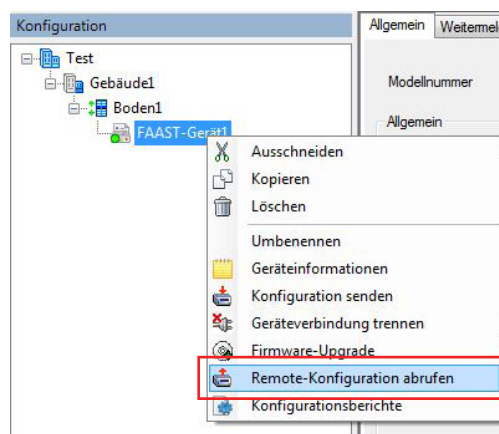 Konfiguration
Allgemein
Test
Gebäude1
Boden1
FAAST-Gerät1
Modellnummer
Allgemein
Ausschneiden
Kopieren
Löschen
Umbenennen
Geräteinformationen
Konfiguration senden
Geräteverbindung trennen
Firmware-Upgrade
Remote-Konfiguration abrufen
Konfigurationsberichte